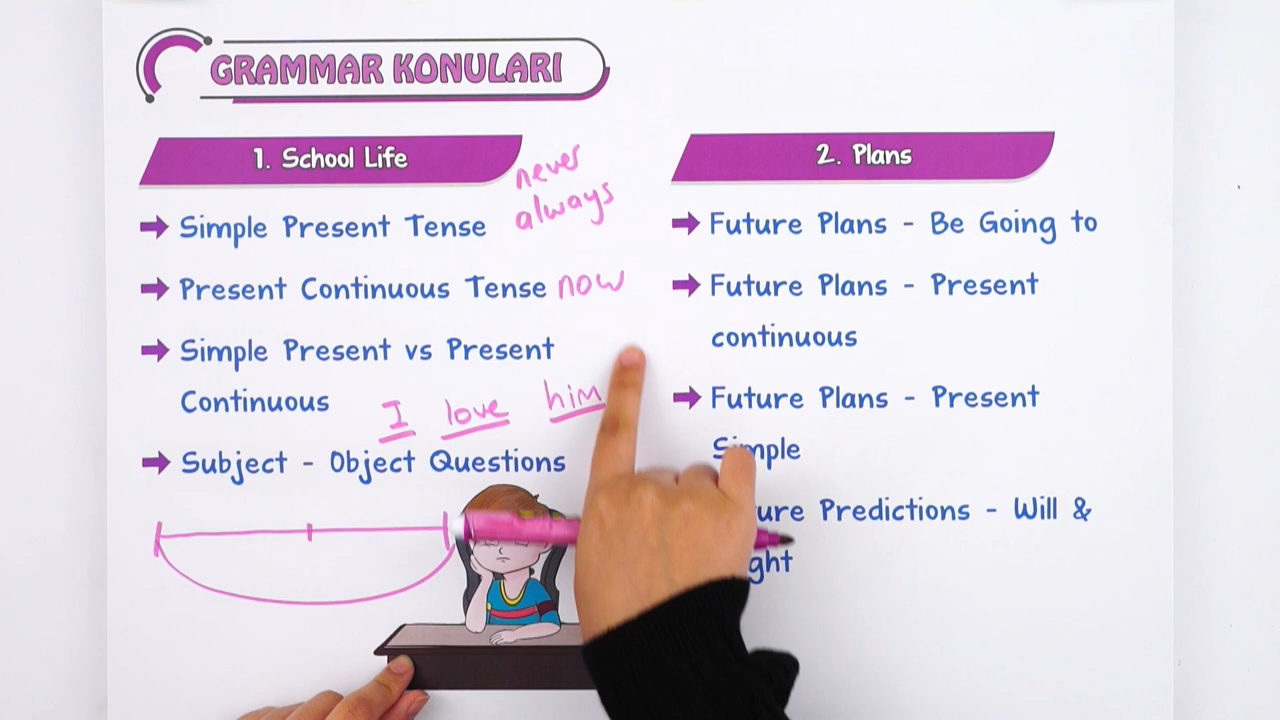 GRAMMAR KONULARI
1. School Life
never
always
Simple Present Tense
Present Continuous Tense now
Simple Present vs Present
Continuous
I love him
Subject - Object Questions
2. Plans
Future Plans - Be Going to
Future Plans - Present
continuous
Future Plans - Present
Simple
Predictions - Will &